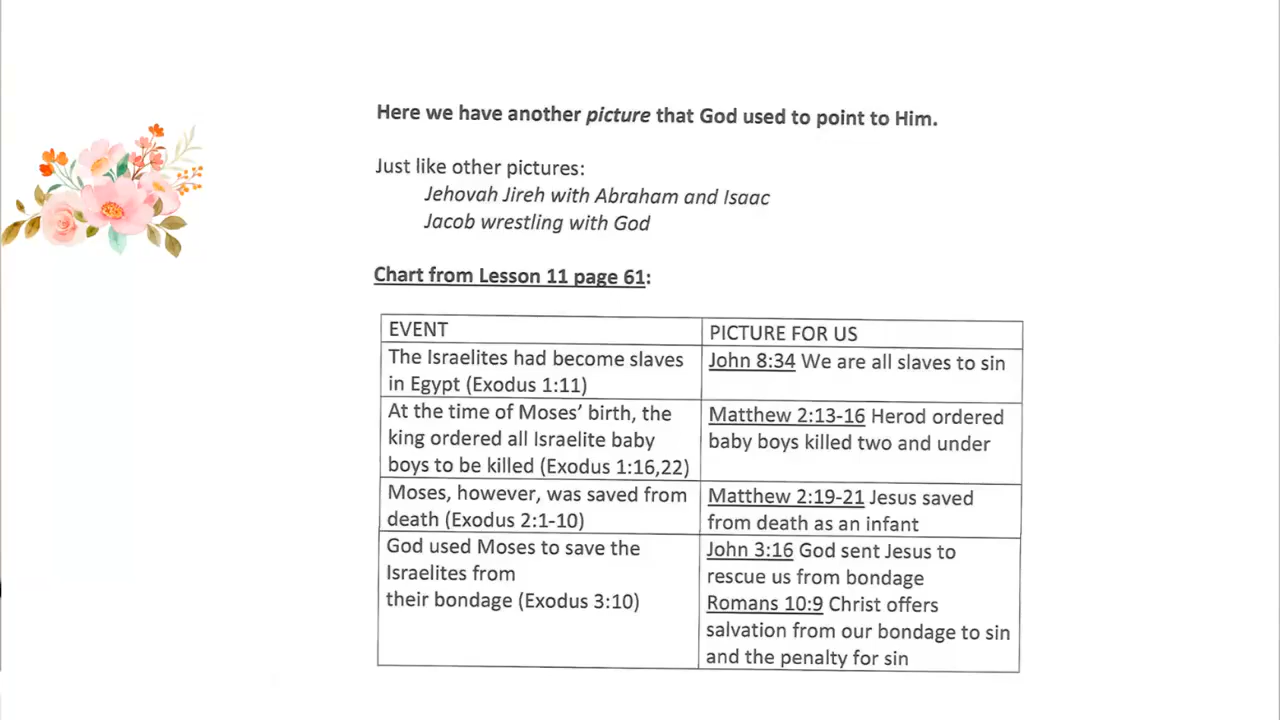 Here we have another picture that God used to point to Him.
Just like other pictures:
Jehovah Jireh with Abraham and Isaac
Jacob wrestling with God
Chart from Lesson 11 page 61:
EVENT
PICTURE FOR US
The Israelites had become slaves
in Egypt (Exodus 1:11)
John 8:34 We are all slaves to sin
At the time of Moses' birth, the
king ordered all Israelite baby
boys to be killed (Exodus 1:16,22)
Matthew 2:13-16 Herod ordered
baby boys killed two and under
Moses, however, was saved from
death (Exodus 2:1-10)
Matthew 2:19-21 Jesus saved
from death as an infant
God used Moses to save the
Israelites from
their bondage (Exodus 3:10)
John 3:16 God sent Jesus to
rescue us from bondage
Romans 10:9 Christ offers
salvation from our bondage to sin
and the penalty for sin